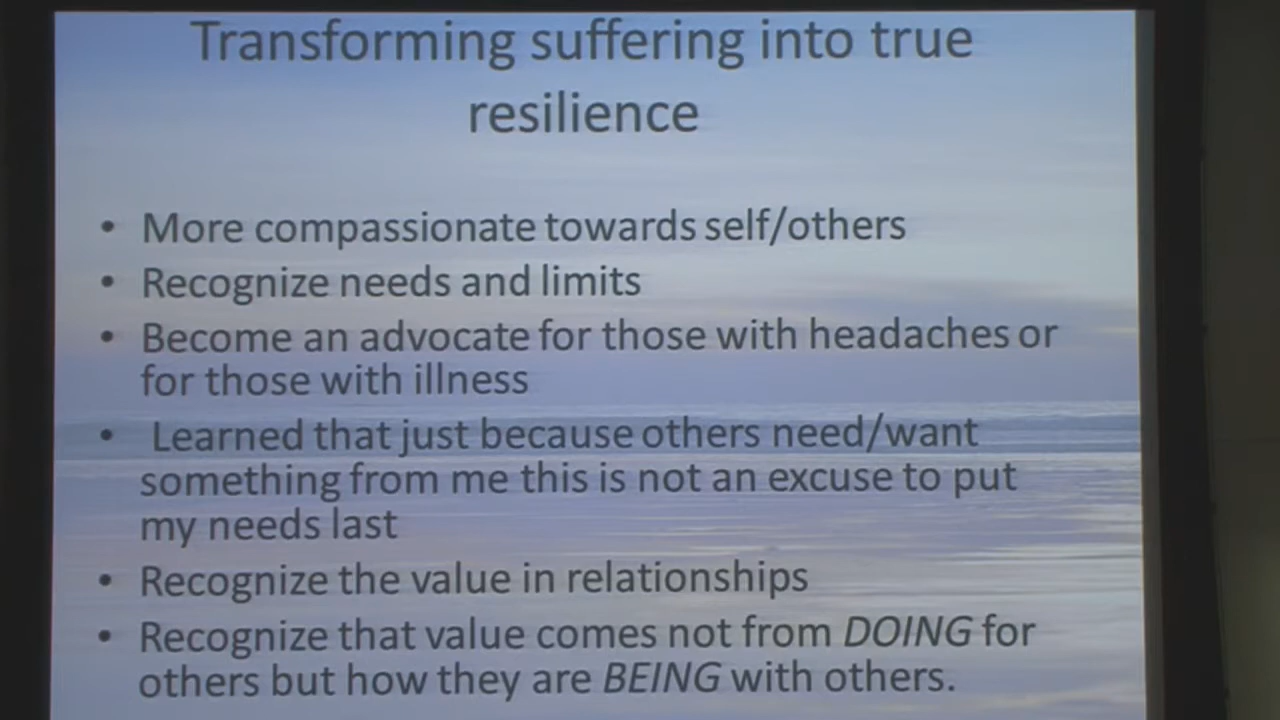 Transforming suffering into true
resilience
• More compassionate towards self/others
• Recognize needs and limits
• Become an advocate for those with headaches or
for those with illness
• Learned that just because others need/want
something from me this is not an excuse to put
my needs last
• Recognize the value in relationships
• Recognize that value comes not from DOING for
others but how they are BEING with others.